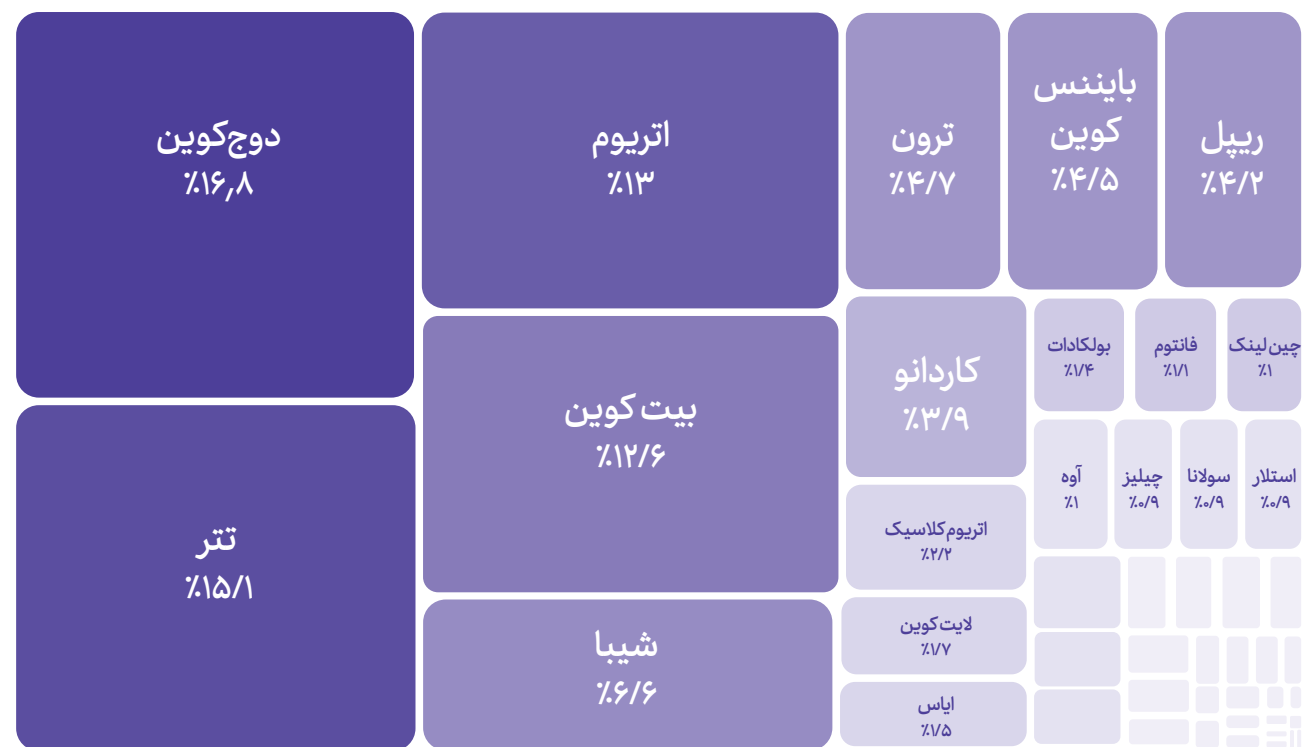 دوج‌کوین
٪۱۶٫۸
اتریوم
٪۱۳
ترون
٪۴/۷
بایننس
کوین
٪۴/۵
ریپل
٪۴/۲
تتر
٪۱۵/۱
بیت کوین
٪۱۲/۶
شیبا
٪۶/۶
کاردانو
٪۳/۹
بولکادات
٪۱/۴
فانتوم
٪۱/۱
چین لینک
٪۱
آوه
٪۱
چیلیز
٪۰/۹
سولانا
٪۰/۹
استلار
٪۰/۹
اتریوم کلاسیک
٪۲/۲
لایت کوین
٪۱/۷
ایاس
٪۱/۵